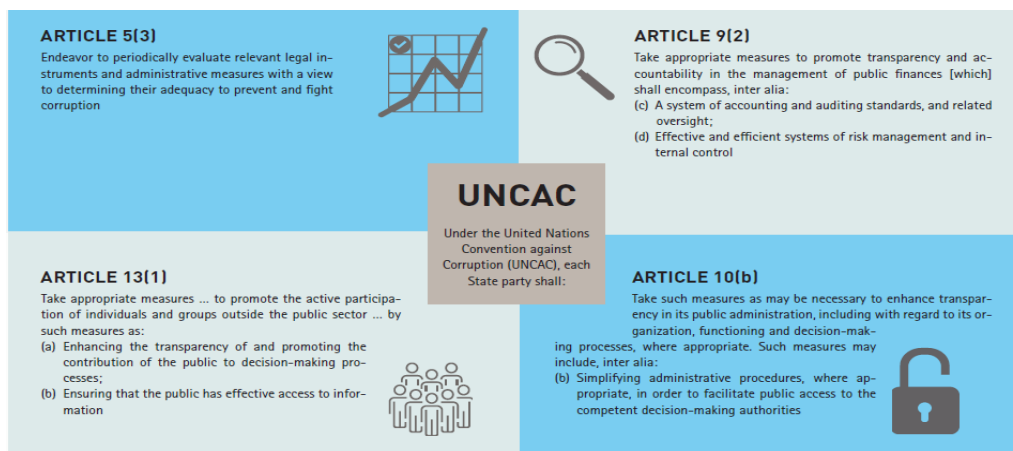 ARTICLE 5(3)
Endeavor to periodically evaluate relevant legal in-
struments and administrative measures with a view
to determining their adequacy to prevent and fight
corruption
ARTICLE 9(2)
Take appropriate measures to promote transparency and ac-
countability in the management of public finances [which]
shall encompass, inter alia:
(c) A system of accounting and auditing standards, and related
oversight;
(d) Effective and efficient systems of risk management and in-
ternal control
UNCAC
Under the United Nations
Convention against
Corruption (UNCAC), each
State party shall:
ARTICLE 13(1)
Take appropriate measures ... to promote the active participa-
tion of individuals and groups outside the public sector ... by
such measures as:
(a) Enhancing the transparency of and promoting the
contribution of the public to decision-making pro-
cesses;
(b) Ensuring that the public has effective access to infor-
mation
ARTICLE 10(b)
Take such measures as may be necessary to enhance transpar-
ency in its public administration, including with regard to its or-
ganization, functioning and decision-mak-
ing processes, where appropriate. Such measures may
include, inter alia:
(b) Simplifying administrative procedures, where ap-
propriate, in order to facilitate public access to the
competent decision-making authorities